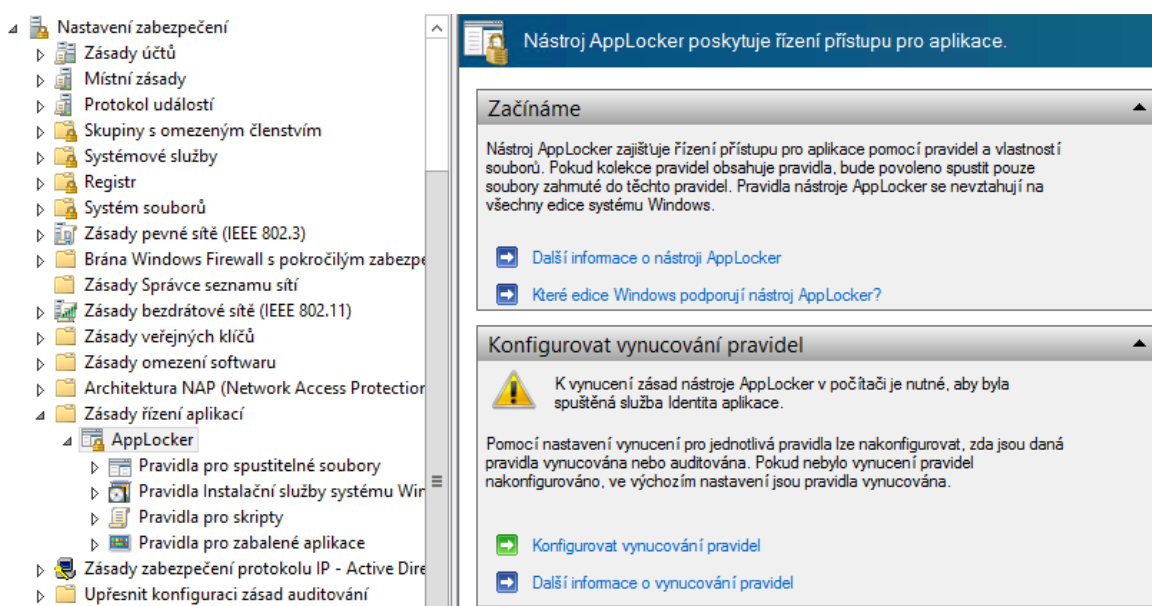 Nastavení zabezpečení
Zásady účtů
Místní zásady
Protokol událostí
Skupiny s omezeným členstvím
Systémové služby
Registr
Systém souborů
Zásady pevné sítě (IEEE 802.3)
Brána Windows Firewall s pokročilým zabezpe
Zásady Správce seznamu sítí
Zásady bezdrátové sítě (IEEE 802.11)
Zásady veřejných klíčů
Zásady omezení softwaru
Architektura NAP (Network Access Protection
Zásady řízení aplikací
AppLocker
Pravidla pro spustitelné soubory
Pravidla Instalační služby systému Win
Pravidla pro skripty
Pravidla pro zabalené aplikace
Zásady zabezpečení protokolu IP - Active Dire
Upřesnit konfiguraci zásad auditování
Nástroj AppLocker poskytuje řízení přístupu pro aplikace.
Začínáme
Nástroj AppLocker zajišťuje řízení přístupu pro aplikace pomocí pravidel a vlastností
souborů. Pokud kolekce pravidel obsahuje pravidla, bude povoleno spustit pouze
soubory zahrnuté do těchto pravidel. Pravidla nástroje AppLocker se nevztahují na
všechny edice systému Windows.
Další informace o nástroji AppLocker
Které edice Windows podporují nástroj AppLocker?
Konfigurovat vynucování pravidel
K vynucení zásad nástroje AppLocker v počítači je nutné, aby byla
spuštěná služba Identita aplikace.
Pomocí nastavení vynucení pro jednotlivá pravidla lze nakonfigurovat, zda jsou daná
pravidla vynucována nebo auditována. Pokud nebylo vynucení pravidel
nakonfigurováno, ve výchozím nastavení jsou pravidla vynucována.
Konfigurovat vynucování pravidel
Další informace o vynucování pravidel